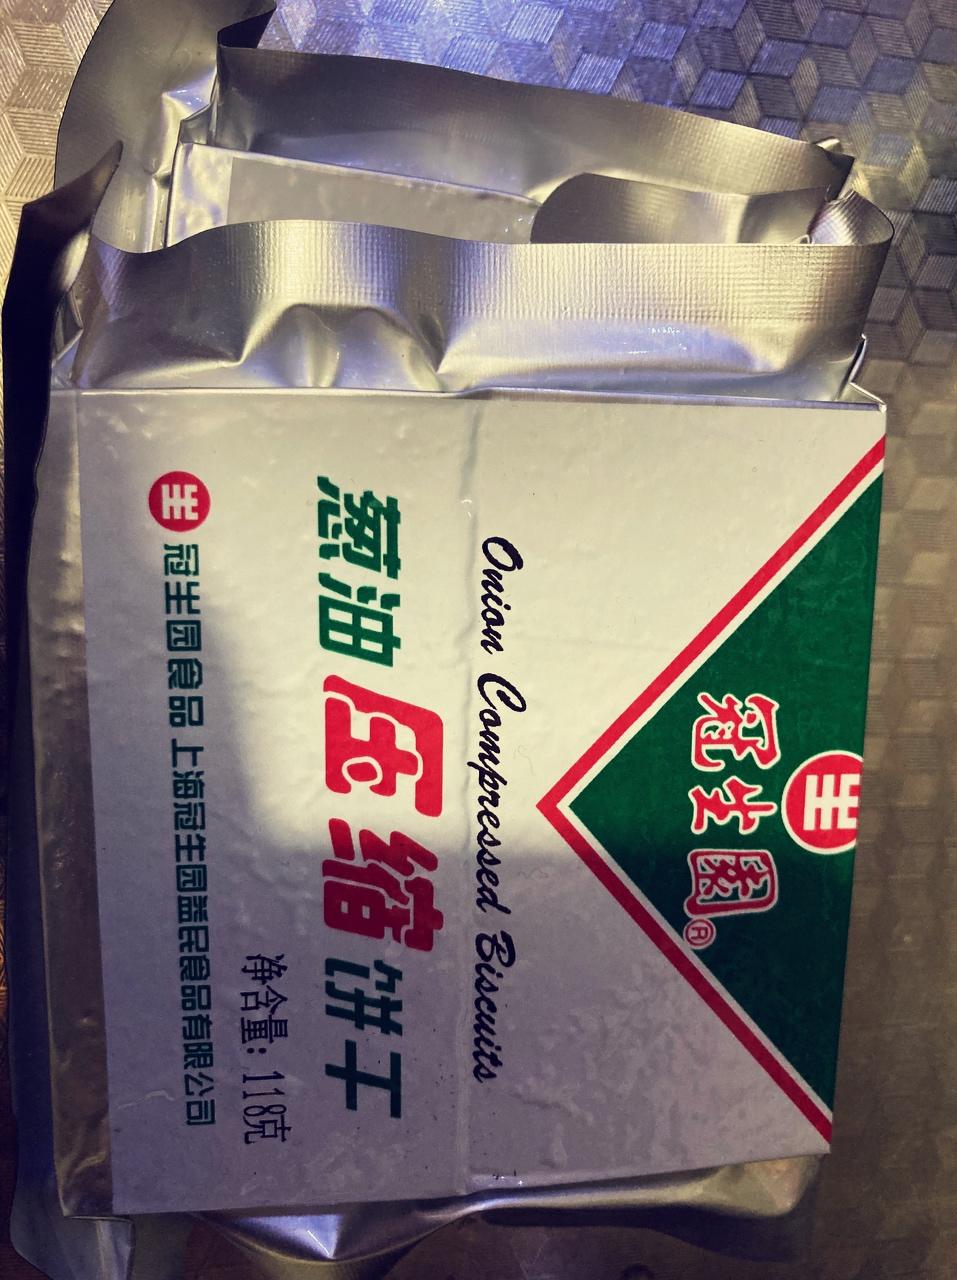 冠生園®
Onion Compressed Biscuits
葱油压缩饼干
净含量：118克
冠生园食品 上海冠生园益民食品有限公司